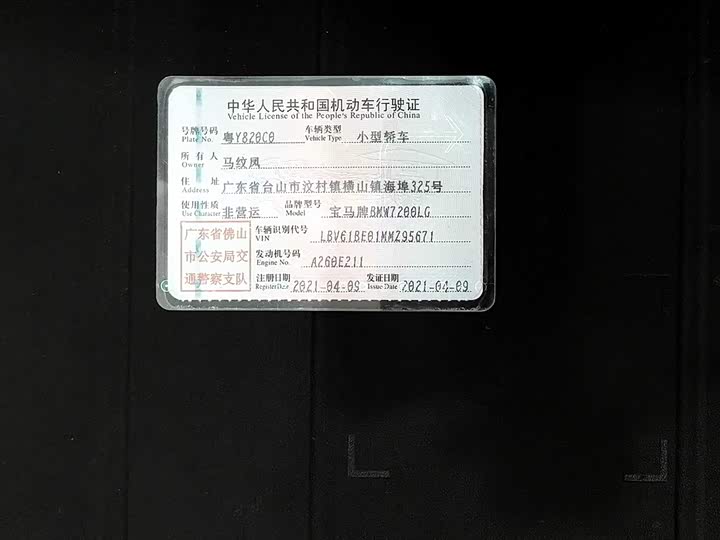 中华人民共和国机动车行驶证
Vehicle License of the People's Republic of China
号牌号码 Plate No. 粤Y820C0 车辆类型 Vehicle Type 小型轿车
所有人 Owner 马纹凤
住址 Address 广东省台山市汶村镇横山镇海埠325号
使用性质 Use Character 非营运 品牌型号 Model 宝马牌BMW7200LG
广东省佛山
市公安局交
通警察支队
车辆识别代号 VIN LBV61BE01MMZ95671
发动机号码 Engine No. A260E211
注册日期 Register Date 2021-04-09 发证日期 Issue Date 2021-04-09